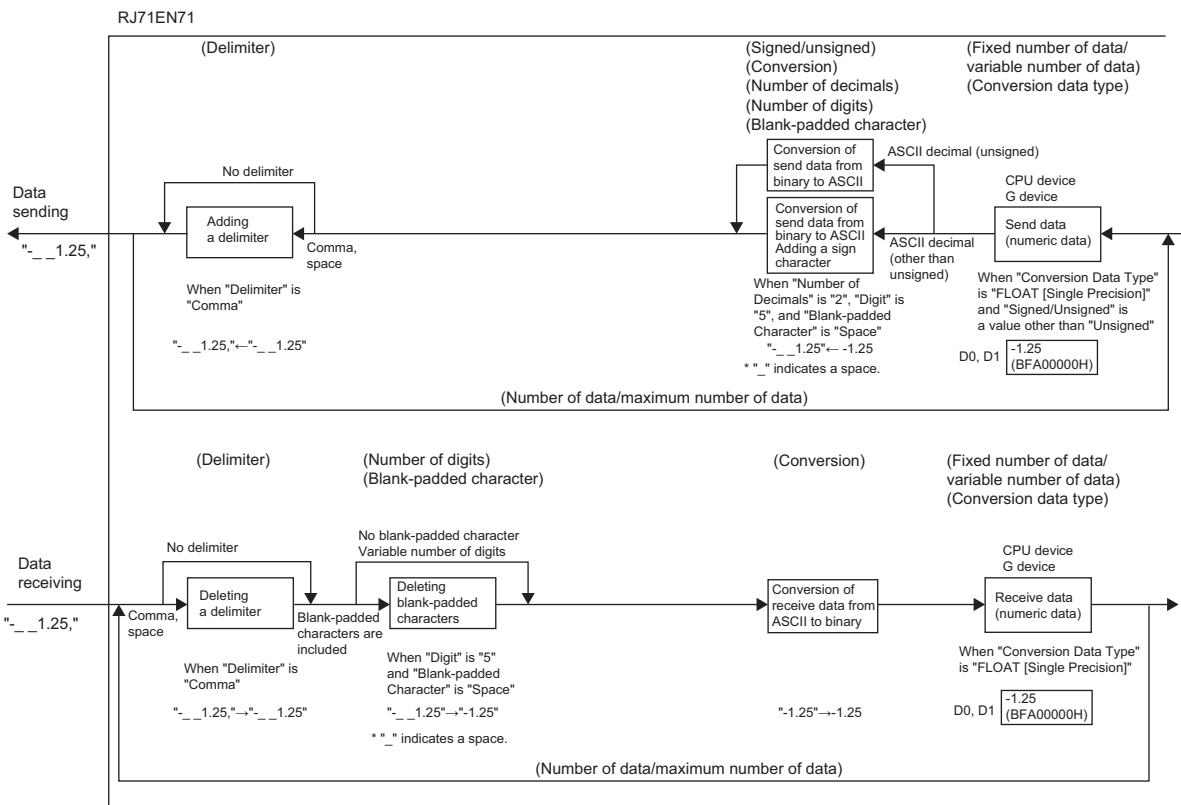 RJ71EN71
(Delimiter)
(Signed/unsigned)
(Conversion)
(Number of decimals)
(Number of digits)
(Blank-padded character)
(Fixed number of data/
variable number of data)
(Conversion data type)
Data
sending
"-_ _1.25,"
No delimiter
Adding
a delimiter
Comma,
space
When "Delimiter" is
"Comma"
"-_ _1.25,"←"-_ _1.25"
Conversion of
send data from
binary to ASCII
ASCII decimal (unsigned)
Conversion of
send data from
binary to ASCII
Adding a sign
character
ASCII decimal
(other than
unsigned)
When "Number of
Decimals" is "2", "Digit" is
"5", and "Blank-padded
Character" is "Space"
"-_ _1.25"← -1.25
* "_" indicates a space.
CPU device
G device
Send data
(numeric data)
When "Conversion Data Type"
is "FLOAT [Single Precision]"
and "Signed/Unsigned" is
a value other than "Unsigned"
D0, D1
-1.25
(BFA00000H)
(Number of data/maximum number of data)
(Delimiter)
(Number of digits)
(Blank-padded character)
(Conversion)
(Fixed number of data/
variable number of data)
(Conversion data type)
Data
receiving
"-_ _1.25,"
No delimiter
Comma,
space
Deleting
a delimiter
When "Delimiter" is
"Comma"
"-_ _1.25,"→"-_ _1.25"
Blank-padded
characters are
included
No blank-padded character
Variable number of digits
Deleting
blank-padded
characters
When "Digit" is "5"
and "Blank-padded
Character" is "Space"
"-_ _1.25"→"-1.25"
* "_" indicates a space.
Conversion of
receive data from
ASCII to binary
"-1.25"→-1.25
CPU device
G device
Receive data
(numeric data)
When "Conversion Data Type"
is "FLOAT [Single Precision]"
D0, D1
-1.25
(BFA00000H)
(Number of data/maximum number of data)